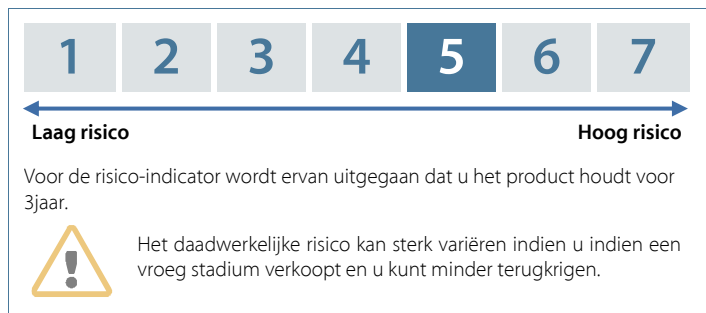 1 2 3 4 5 6 7
Laag risico Hoog risico
Voor de risico-indicator wordt ervan uitgegaan dat u het product houdt voor
3jaar.
Het daadwerkelijke risico kan sterk variëren indien u indien een
vroeg stadium verkoopt en u kunt minder terugkrigen.